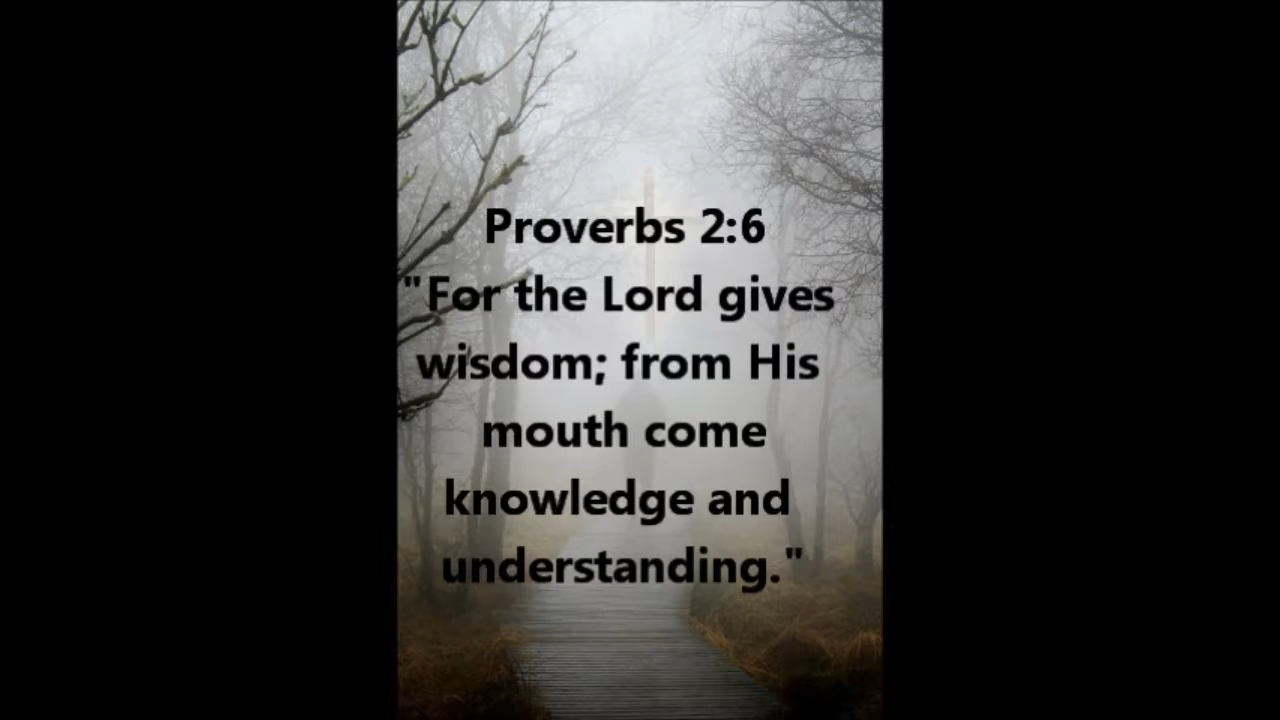 Proverbs 2:6
"For the Lord gives
wisdom; from His
mouth come
knowledge and
understanding."